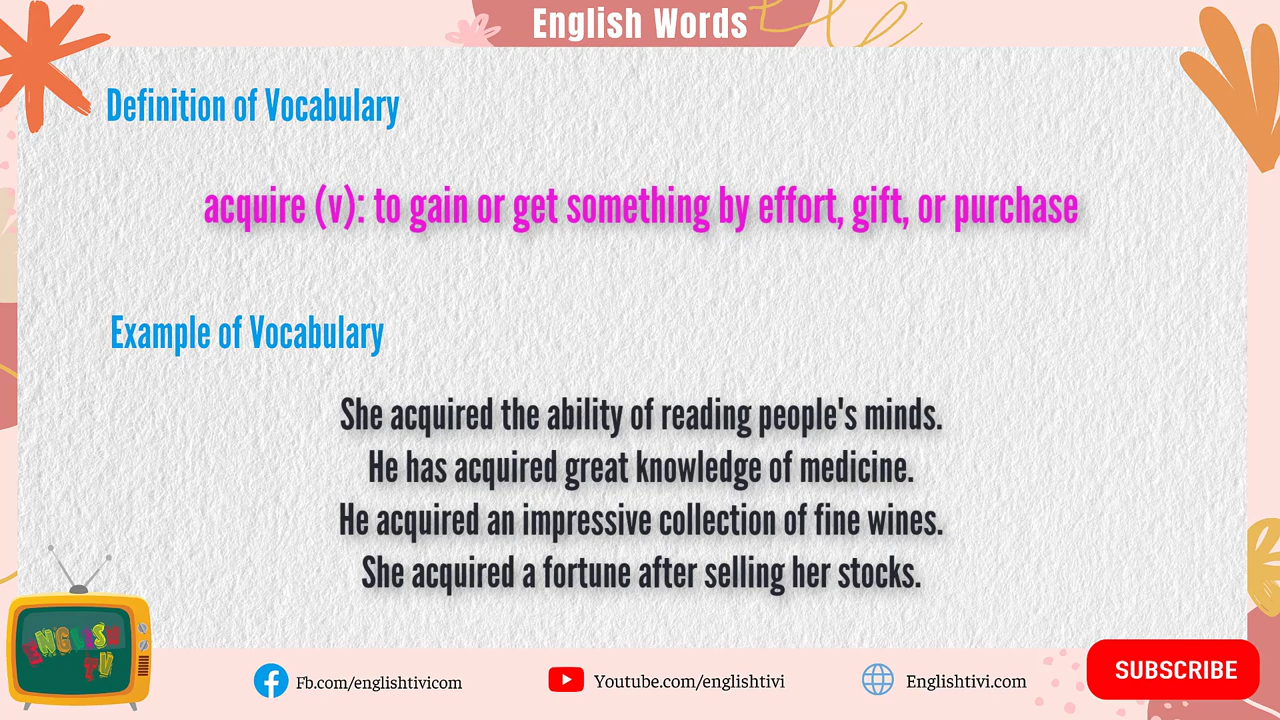 English Words
Definition of Vocabulary
acquire (v): to gain or get something by effort, gift, or purchase
Example of Vocabulary
She acquired the ability of reading people's minds.
He has acquired great knowledge of medicine.
He acquired an impressive collection of fine wines.
She acquired a fortune after selling her stocks.
ENGLISH
TV
Fb.com/englishtivicom
Youtube.com/englishtivi
Englishtivi.com
SUBSCRIBE